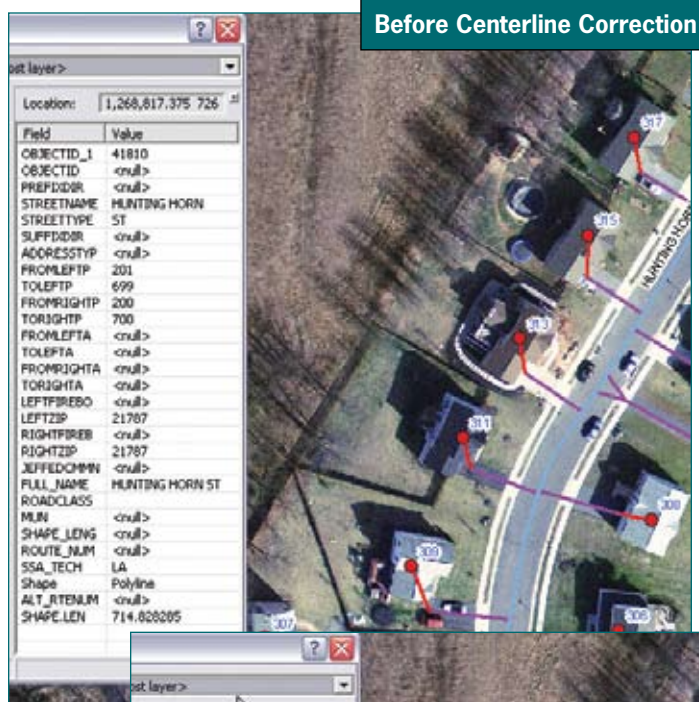 Before Centerline Correction
ost layer>
Location: 1,268,817.375 726
Field Value
OBJECTID_1 41810
OBJECTID <null>
PREFIXDIR <null>
STREETNAME HUNTING HORN
STREETTYPE ST
SUFFIXDIR <null>
ADDRESSTYP <null>
FROMLEFTP 201
TOLEFTP 699
FROMRIGHTP 200
TORIGHTP 700
FROMLEFTA <null>
TOLEFTA <null>
FROMRIGHTA <null>
TORIGHTA <null>
LEFTFIREBO <null>
LEFTZIP 21787
RIGHTFIREB <null>
RIGHTZIP 21787
JEFFEDCMMN <null>
FULL_NAME HUNTING HORN ST
ROADCLASS
MUN <null>
SHAPE_LENG <null>
ROUTE_NUM <null>
SSA_TECH LA
Shape Polyline
ALT_RTENUM <null>
SHAPE.LEN 714.828285
317
315
HUNTING HOR
313
311
308
309
307
306
ost layer>